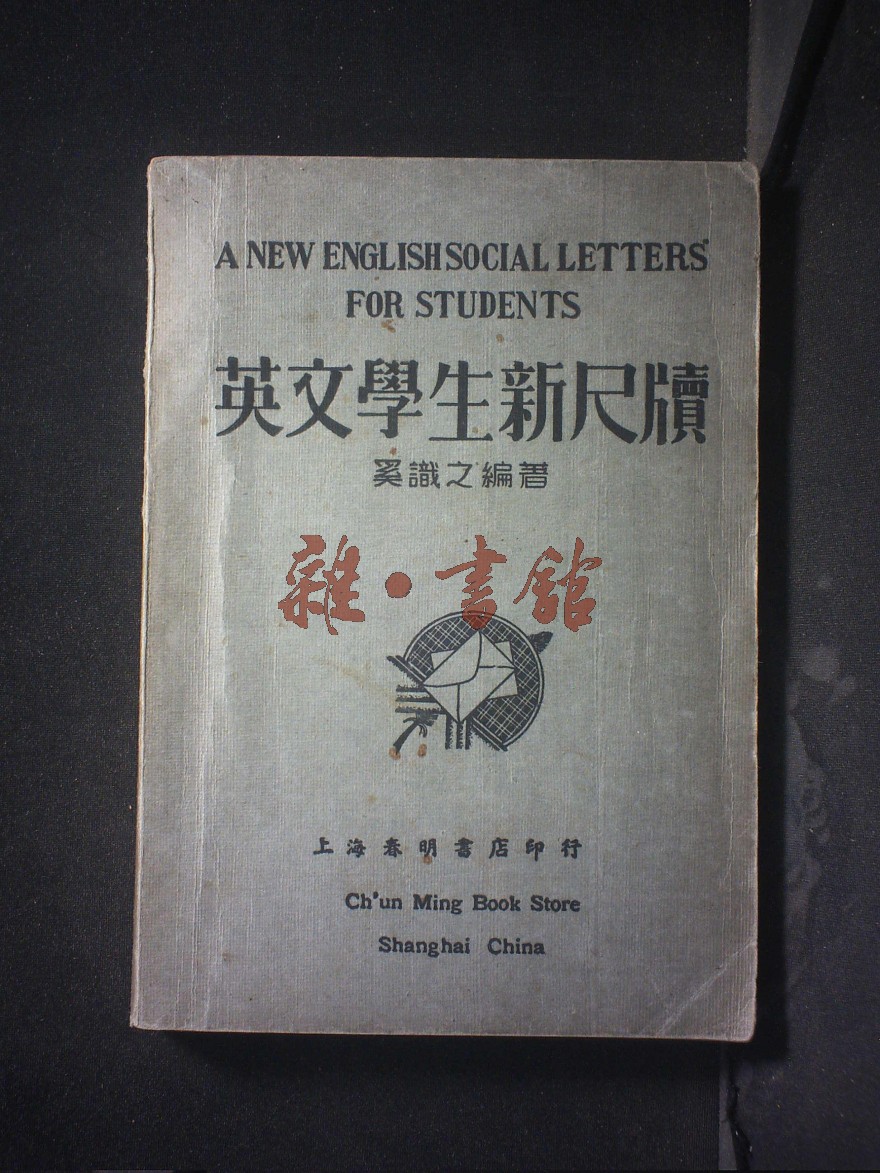 A NEW ENGLISH SOCIAL LETTERS
FOR STUDENTS
英文學生新尺牘
奚識之編著
雜·書館
上海春明書店印行
Ch'un Ming Book Store
Shanghai China